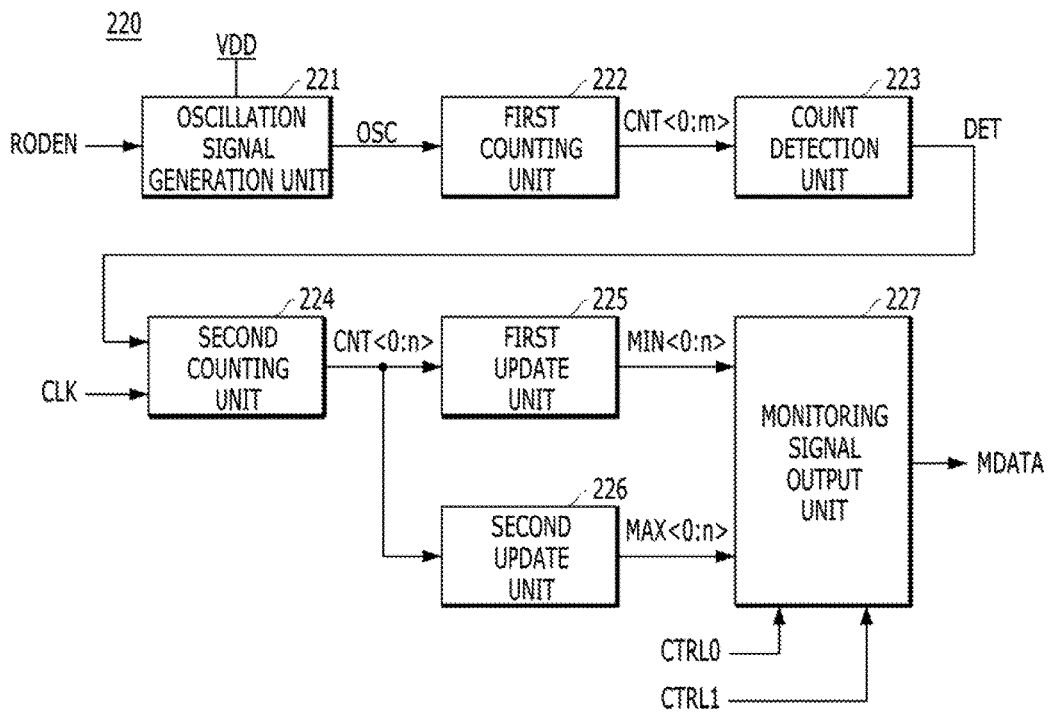 220
VDD
221
222
223
RODEN
OSCILLATION
SIGNAL
GENERATION UNIT
OSC
FIRST
COUNTING
UNIT
CNT<0:m>
COUNT
DETECTION
UNIT
DET
224
225
227
CLK
SECOND
COUNTING
UNIT
CNT<0:n>
FIRST
UPDATE
UNIT
MIN<0:n>
MONITORING
SIGNAL
OUTPUT
UNIT
MDATA
226
SECOND
UPDATE
UNIT
MAX<0:n>
CTRL0
CTRL1